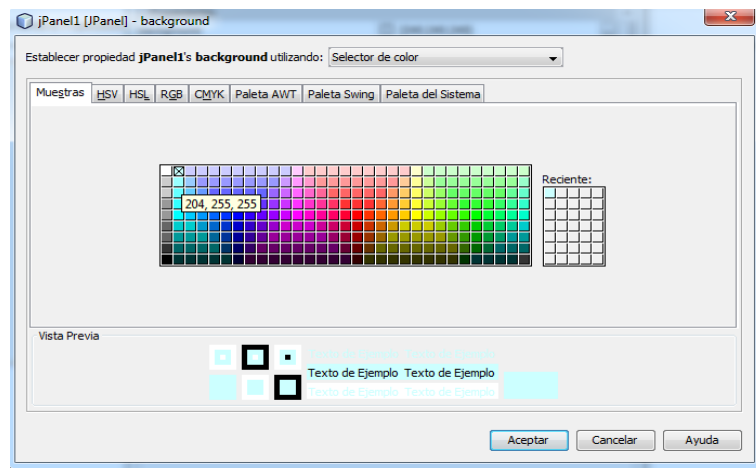 jPanel1 [JPanel] - background
Establecer propiedad jPanel1's background utilizando: Selector de color
Muestras HSV HSL RGB CMYK Paleta AWT Paleta Swing Paleta del Sistema
204, 255, 255
Reciente:
Vista Previa
Texto de Ejemplo Texto de Ejemplo
Texto de Ejemplo Texto de Ejemplo
Texto de Ejemplo Texto de Ejemplo
Aceptar Cancelar Ayuda